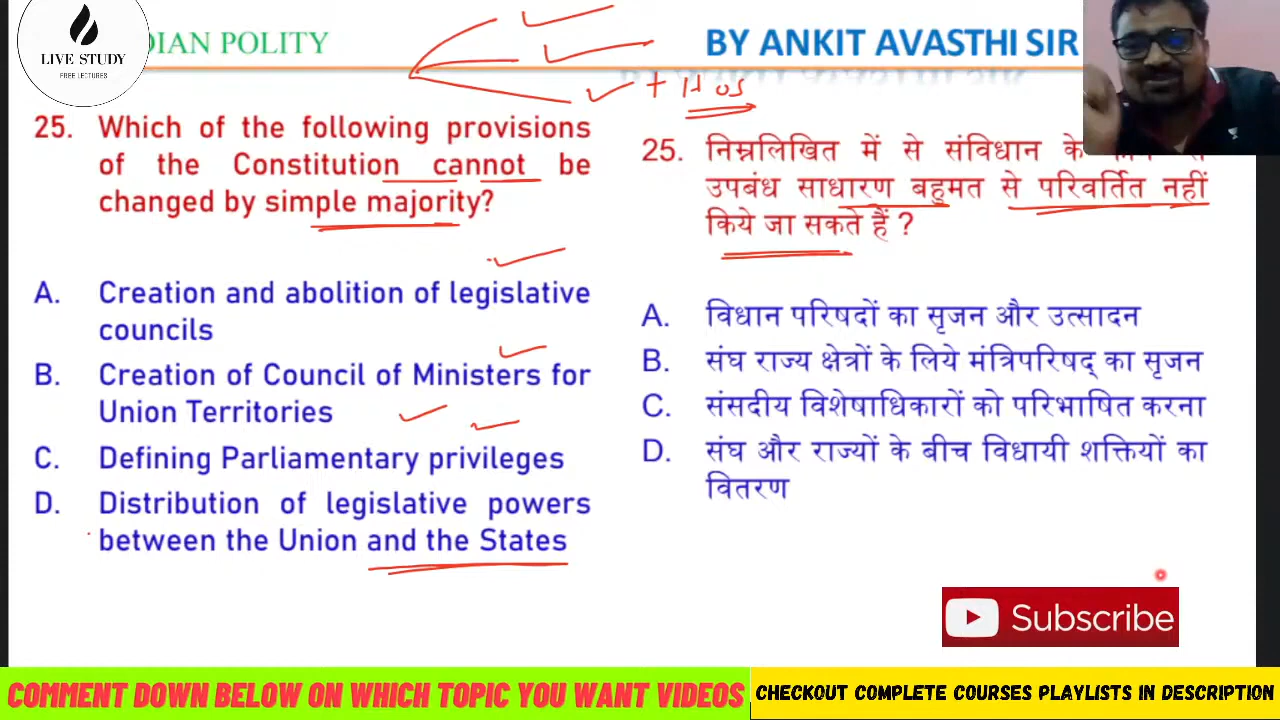 LIVE STUDY
FREE LECTURES
DIAN POLITY
BY ANKIT AVASTHI SIR
25. Which of the following provisions
of the Constitution cannot be
changed by simple majority?
A. Creation and abolition of legislative
councils
B. Creation of Council of Ministers for
Union Territories
C. Defining Parliamentary privileges
D. Distribution of legislative powers
between the Union and the States
25. निम्नलिखित में से संविधान के
उपबंध साधारण बहुमत से परिवर्तित नहीं
किये जा सकते हैं ?
A. विधान परिषदों का सृजन और उत्सादन
B. संघ राज्य क्षेत्रों के लिये मंत्रिपरिषद् का सृजन
C. संसदीय विशेषाधिकारों को परिभाषित करना
D. संघ और राज्यों के बीच विधायी शक्तियों का
वितरण
Subscribe
COMMENT DOWN BELOW ON WHICH TOPIC YOU WANT VIDEOS
CHECKOUT COMPLETE COURSES PLAYLISTS IN DESCRIPTION